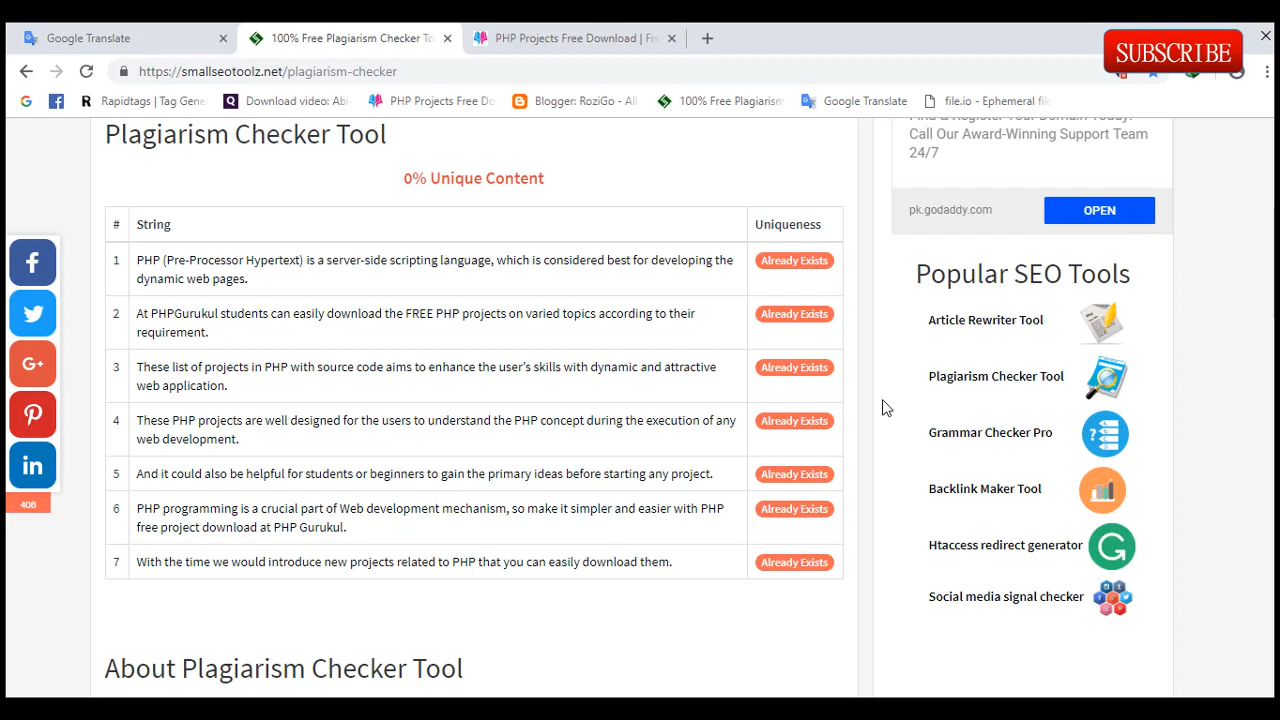 Google Translate
100% Free Plagiarism Checker To
PHP Projects Free Download | Fr
SUBSCRIBE
https://smallseotoolz.net/plagiarism-checker
Rapidtags | Tag Gene
Download video: Ab
PHP Projects Free Do
Blogger: RoziGo - All
100% Free Plagiarism
Google Translate
file.io - Ephemeral fi
Plagiarism Checker Tool
0% Unique Content
# String Uniqueness
1 PHP (Pre-Processor Hypertext) is a server-side scripting language, which is considered best for developing the Already Exists
dynamic web pages.
2 At PHPGurukul students can easily download the FREE PHP projects on varied topics according to their Already Exists
requirement.
3 These list of projects in PHP with source code aims to enhance the user's skills with dynamic and attractive Already Exists
web application.
4 These PHP projects are well designed for the users to understand the PHP concept during the execution of any Already Exists
web development.
5 And it could also be helpful for students or beginners to gain the primary ideas before starting any project. Already Exists
6 PHP programming is a crucial part of Web development mechanism, so make it simpler and easier with PHP Already Exists
free project download at PHP Gurukul.
7 With the time we would introduce new projects related to PHP that you can easily download them. Already Exists
About Plagiarism Checker Tool
406
Find & Register Your Domain Today!
Call Our Award-Winning Support Team
24/7
pk.godaddy.com
OPEN
Popular SEO Tools
Article Rewriter Tool
Plagiarism Checker Tool
Grammar Checker Pro
Backlink Maker Tool
Htaccess redirect generator
Social media signal checker